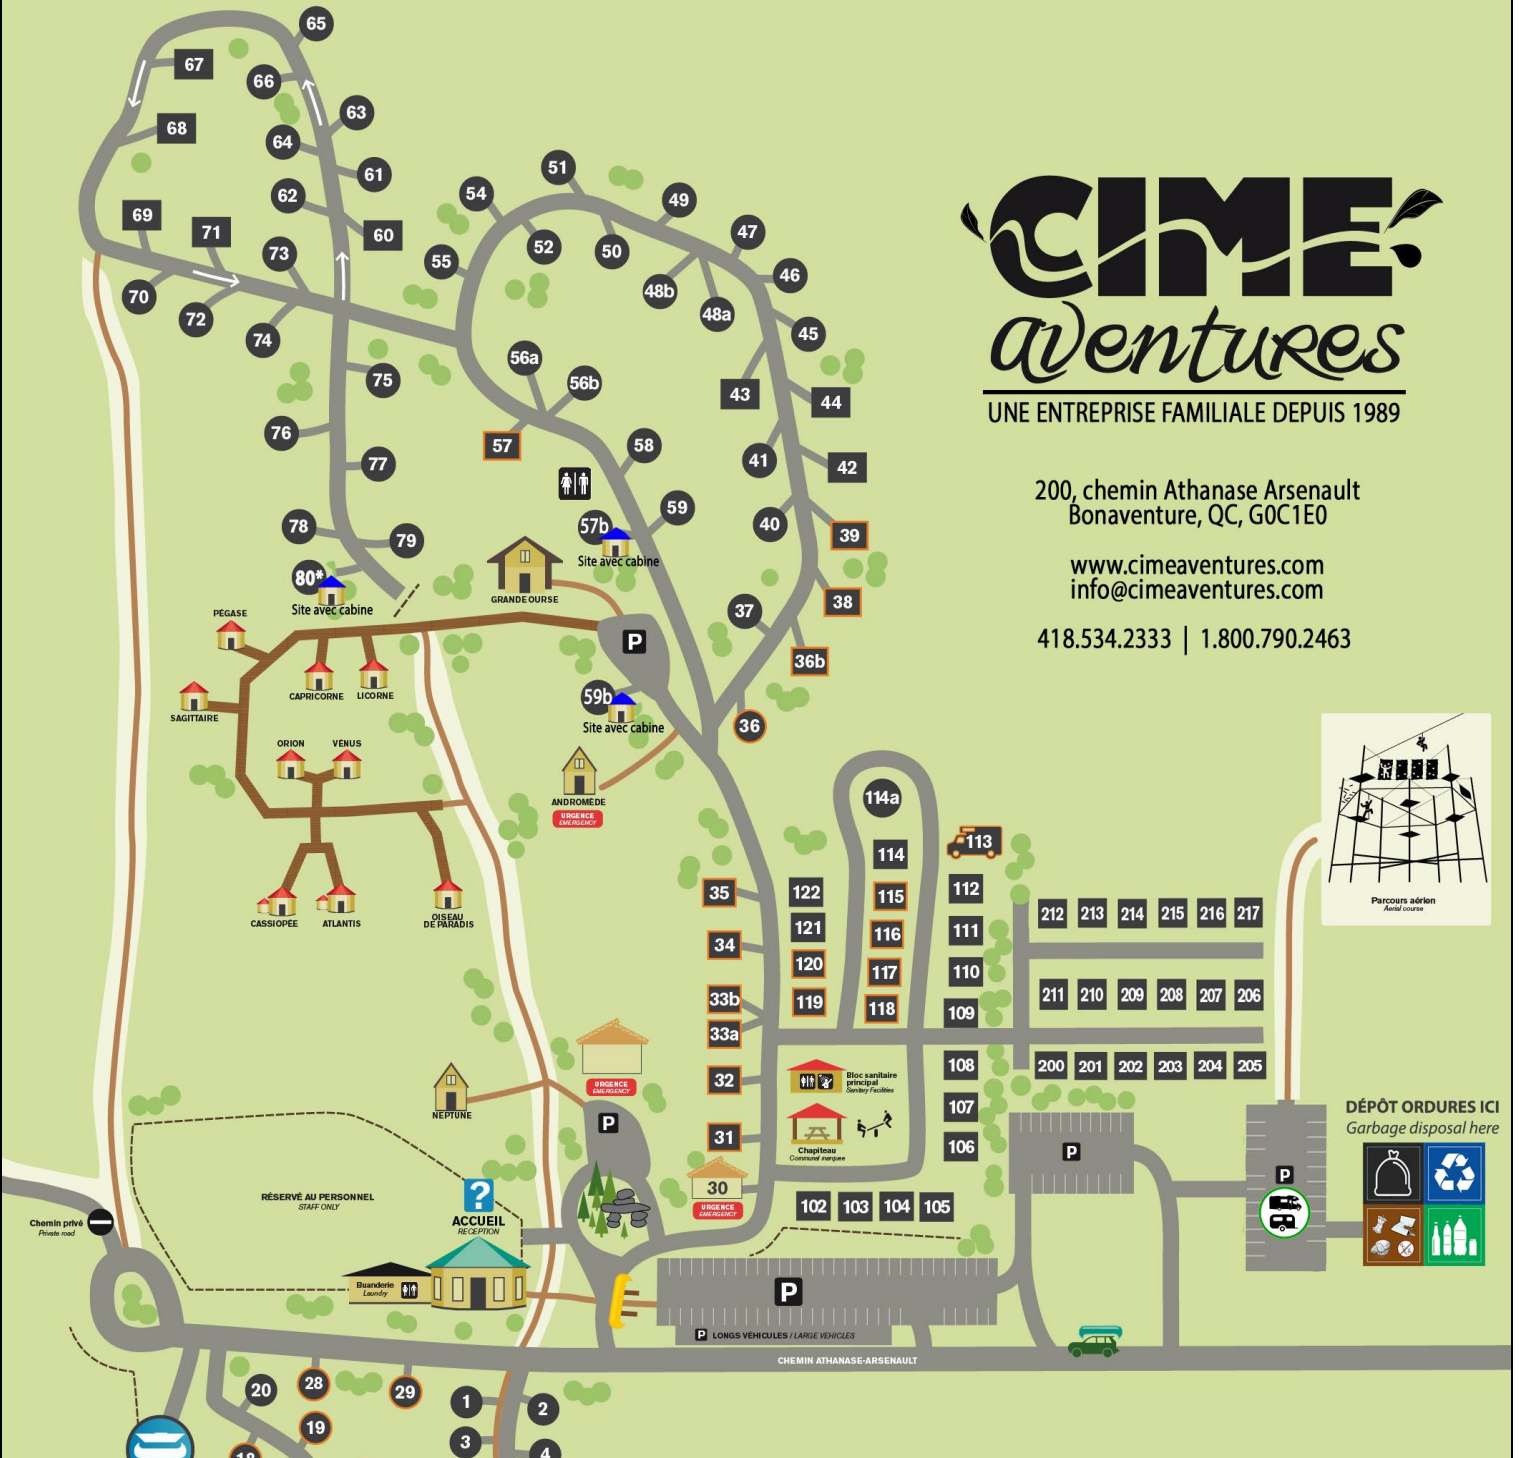 65
67
66
63
68
64
61
62
69
71
60
73
70
72
74
75
76
77
78
79
80*
Site avec cabine
51
54
49
52
50
47
55
48b
48a
46
45
56a
56b
43
44
57
58
41
42
59
40
39
57b
Site avec cabine
38
37
36b
36
59b
Site avec cabine
CIME
aventures
UNE ENTREPRISE FAMILIALE DEPUIS 1989
200, chemin Athanase Arsenault
Bonaventure, QC, G0C1E0
www.cimeaventures.com
info@cimeaventures.com
418.534.2333 | 1.800.790.2463
GRANDE OURSE
P
PÉGASE
CAPRICORNE
LICORNE
SAGITTAIRE
ORION
VÉNUS
CASSIOPÉE
ATLANTIS
OISEAU
DE PARADIS
ANDROMÈDE
URGENCE
EMERGENCY
114a
114
113
35
122
115
112
34
121
116
111
120
117
110
33b
119
118
109
33a
212 213 214 215 216 217
211 210 209 208 207 206
200 201 202 203 204 205
Parcours aérien
Aerial course
URGENCE
EMERGENCY
NEPTUNE
P
32
31
30
URGENCE
EMERGENCY
Bloc sanitaire
principal
Sanitary Facilities
Chapiteau
Communal marquee
108
107
106
102 103 104 105
P
P
DÉPÔT ORDURES ICI
Garbage disposal here
RÉSERVÉ AU PERSONNEL
STAFF ONLY
?
ACCUEIL
RECEPTION
Chemin privé
Private road
Buanderie
Laundry
P
P LONGS VÉHICULES / LARGE VEHICLES
CHEMIN ATHANASE-ARSENAULT
20
28
29
1
2
19
3
18
4